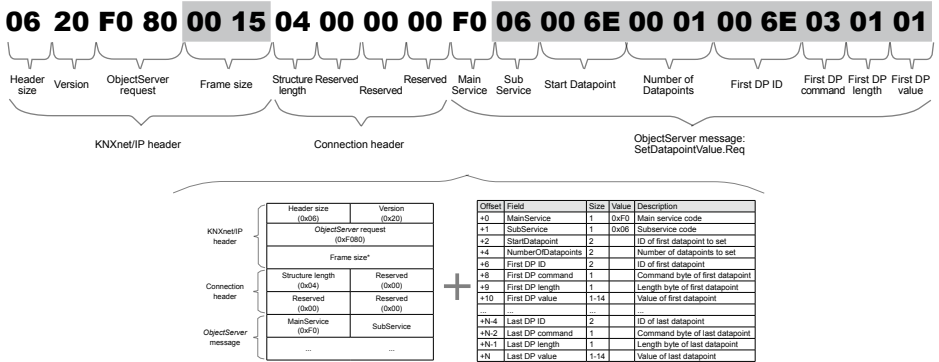 06 20 F0 80 00 15 04 00 00 00 F0 06 00 6E 00 01 00 6E 03 01 01
Header size
Version
ObjectServer request
Frame size
Structure length
Reserved
Reserved
Reserved
Main Service
Sub Service
Start Datapoint
Number of Datapoints
First DP ID
First DP command
First DP length
First DP value
KNXnet/IP header
Connection header
ObjectServer message:
SetDatapointValue.Req
KNXnet/IP header
Header size (0x06)
Version (0x20)
ObjectServer request (0xF080)
Frame size*
Connection header
Structure length (0x04)
Reserved (0x00)
Reserved (0x00)
Reserved (0x00)
ObjectServer message
MainService (0xF0)
SubService
... ...
+
Offset Field Size Value Description
+0 MainService 1 0xF0 Main service code
+1 SubService 1 0x06 Subservice code
+2 StartDatapoint 2 ID of first datapoint to set
+4 NumberOfDatapoints 2 Number of datapoints to set
+6 First DP ID 2 ID of first datapoint
+8 First DP command 1 Command byte of first datapoint
+9 First DP length 1 Length byte of first datapoint
+10 First DP value 1-14 Value of first datapoint
... ... ... ...
+N-4 Last DP ID 2 ID of last datapoint
+N-2 Last DP command 1 Command byte of last datapoint
+N-1 Last DP length 1 Length byte of last datapoint
+N Last DP value 1-14 Value of last datapoint